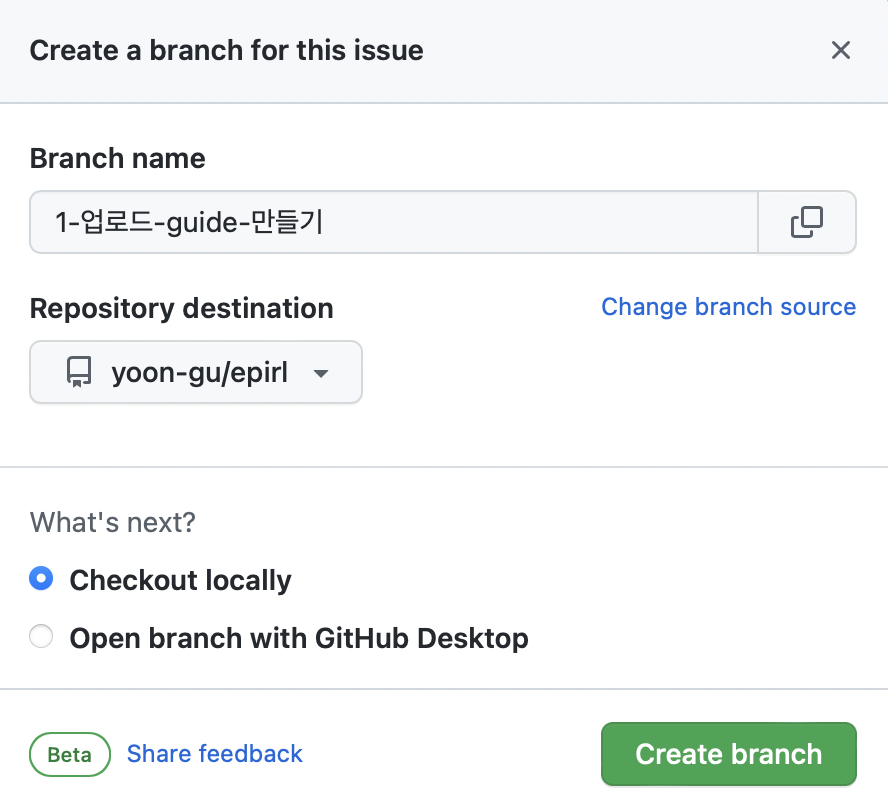 Create a branch for this issue
Branch name
1-업로드-guide-만들기
Repository destination
Change branch source
yoon-gu/epirl
What's next?
Checkout locally
Open branch with GitHub Desktop
Beta
Share feedback
Create branch